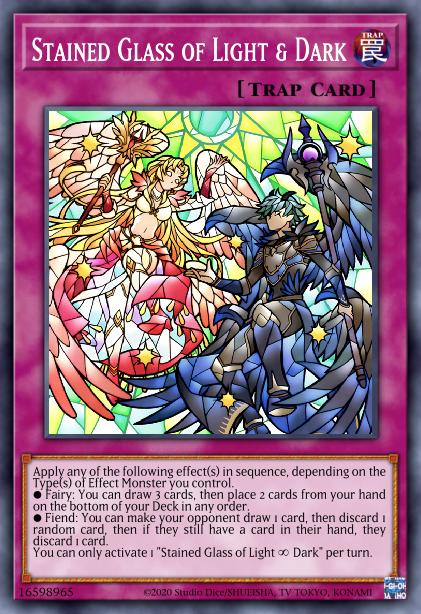 STAINED GLASS OF LIGHT & DARK
TRAP
罠
[TRAP CARD]
Apply any of the following effect(s) in sequence, depending on the
Type(s) of Effect Monster you control.
● Fairy: You can draw 3 cards, then place 2 cards from your hand
on the bottom of your Deck in any order.
● Fiend: You can make your opponent draw 1 card, then discard 1
random card, then if they still have a card in their hand, they
discard 1 card.
You can only activate 1 "Stained Glass of Light ∞ Dark" per turn.
16598965
©2020 Studio Dice/SHUEISHA, TV TOKYO, KONAMI